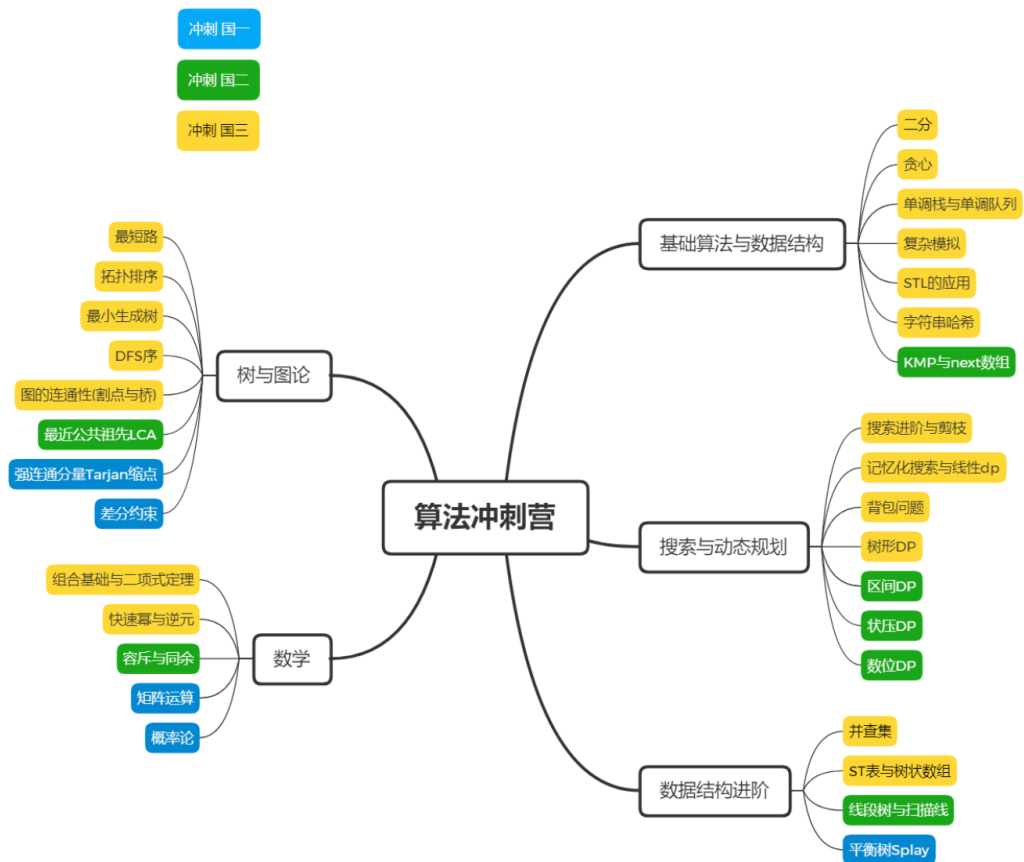 冲刺 国一
冲刺 国二
冲刺 国三
算法冲刺营
基础算法与数据结构
二分
贪心
单调栈与单调队列
复杂模拟
STL的应用
字符串哈希
KMP与next数组
搜索与动态规划
搜索进阶与剪枝
记忆化搜索与线性dp
背包问题
树形DP
区间DP
状压DP
数位DP
数据结构进阶
并查集
ST表与树状数组
线段树与扫描线
平衡树Splay
树与图论
最短路
拓扑排序
最小生成树
DFS序
图的连通性(割点与桥)
最近公共祖先LCA
强连通分量Tarjan缩点
差分约束
数学
组合基础与二项式定理
快速幂与逆元
容斥与同余
矩阵运算
概率论